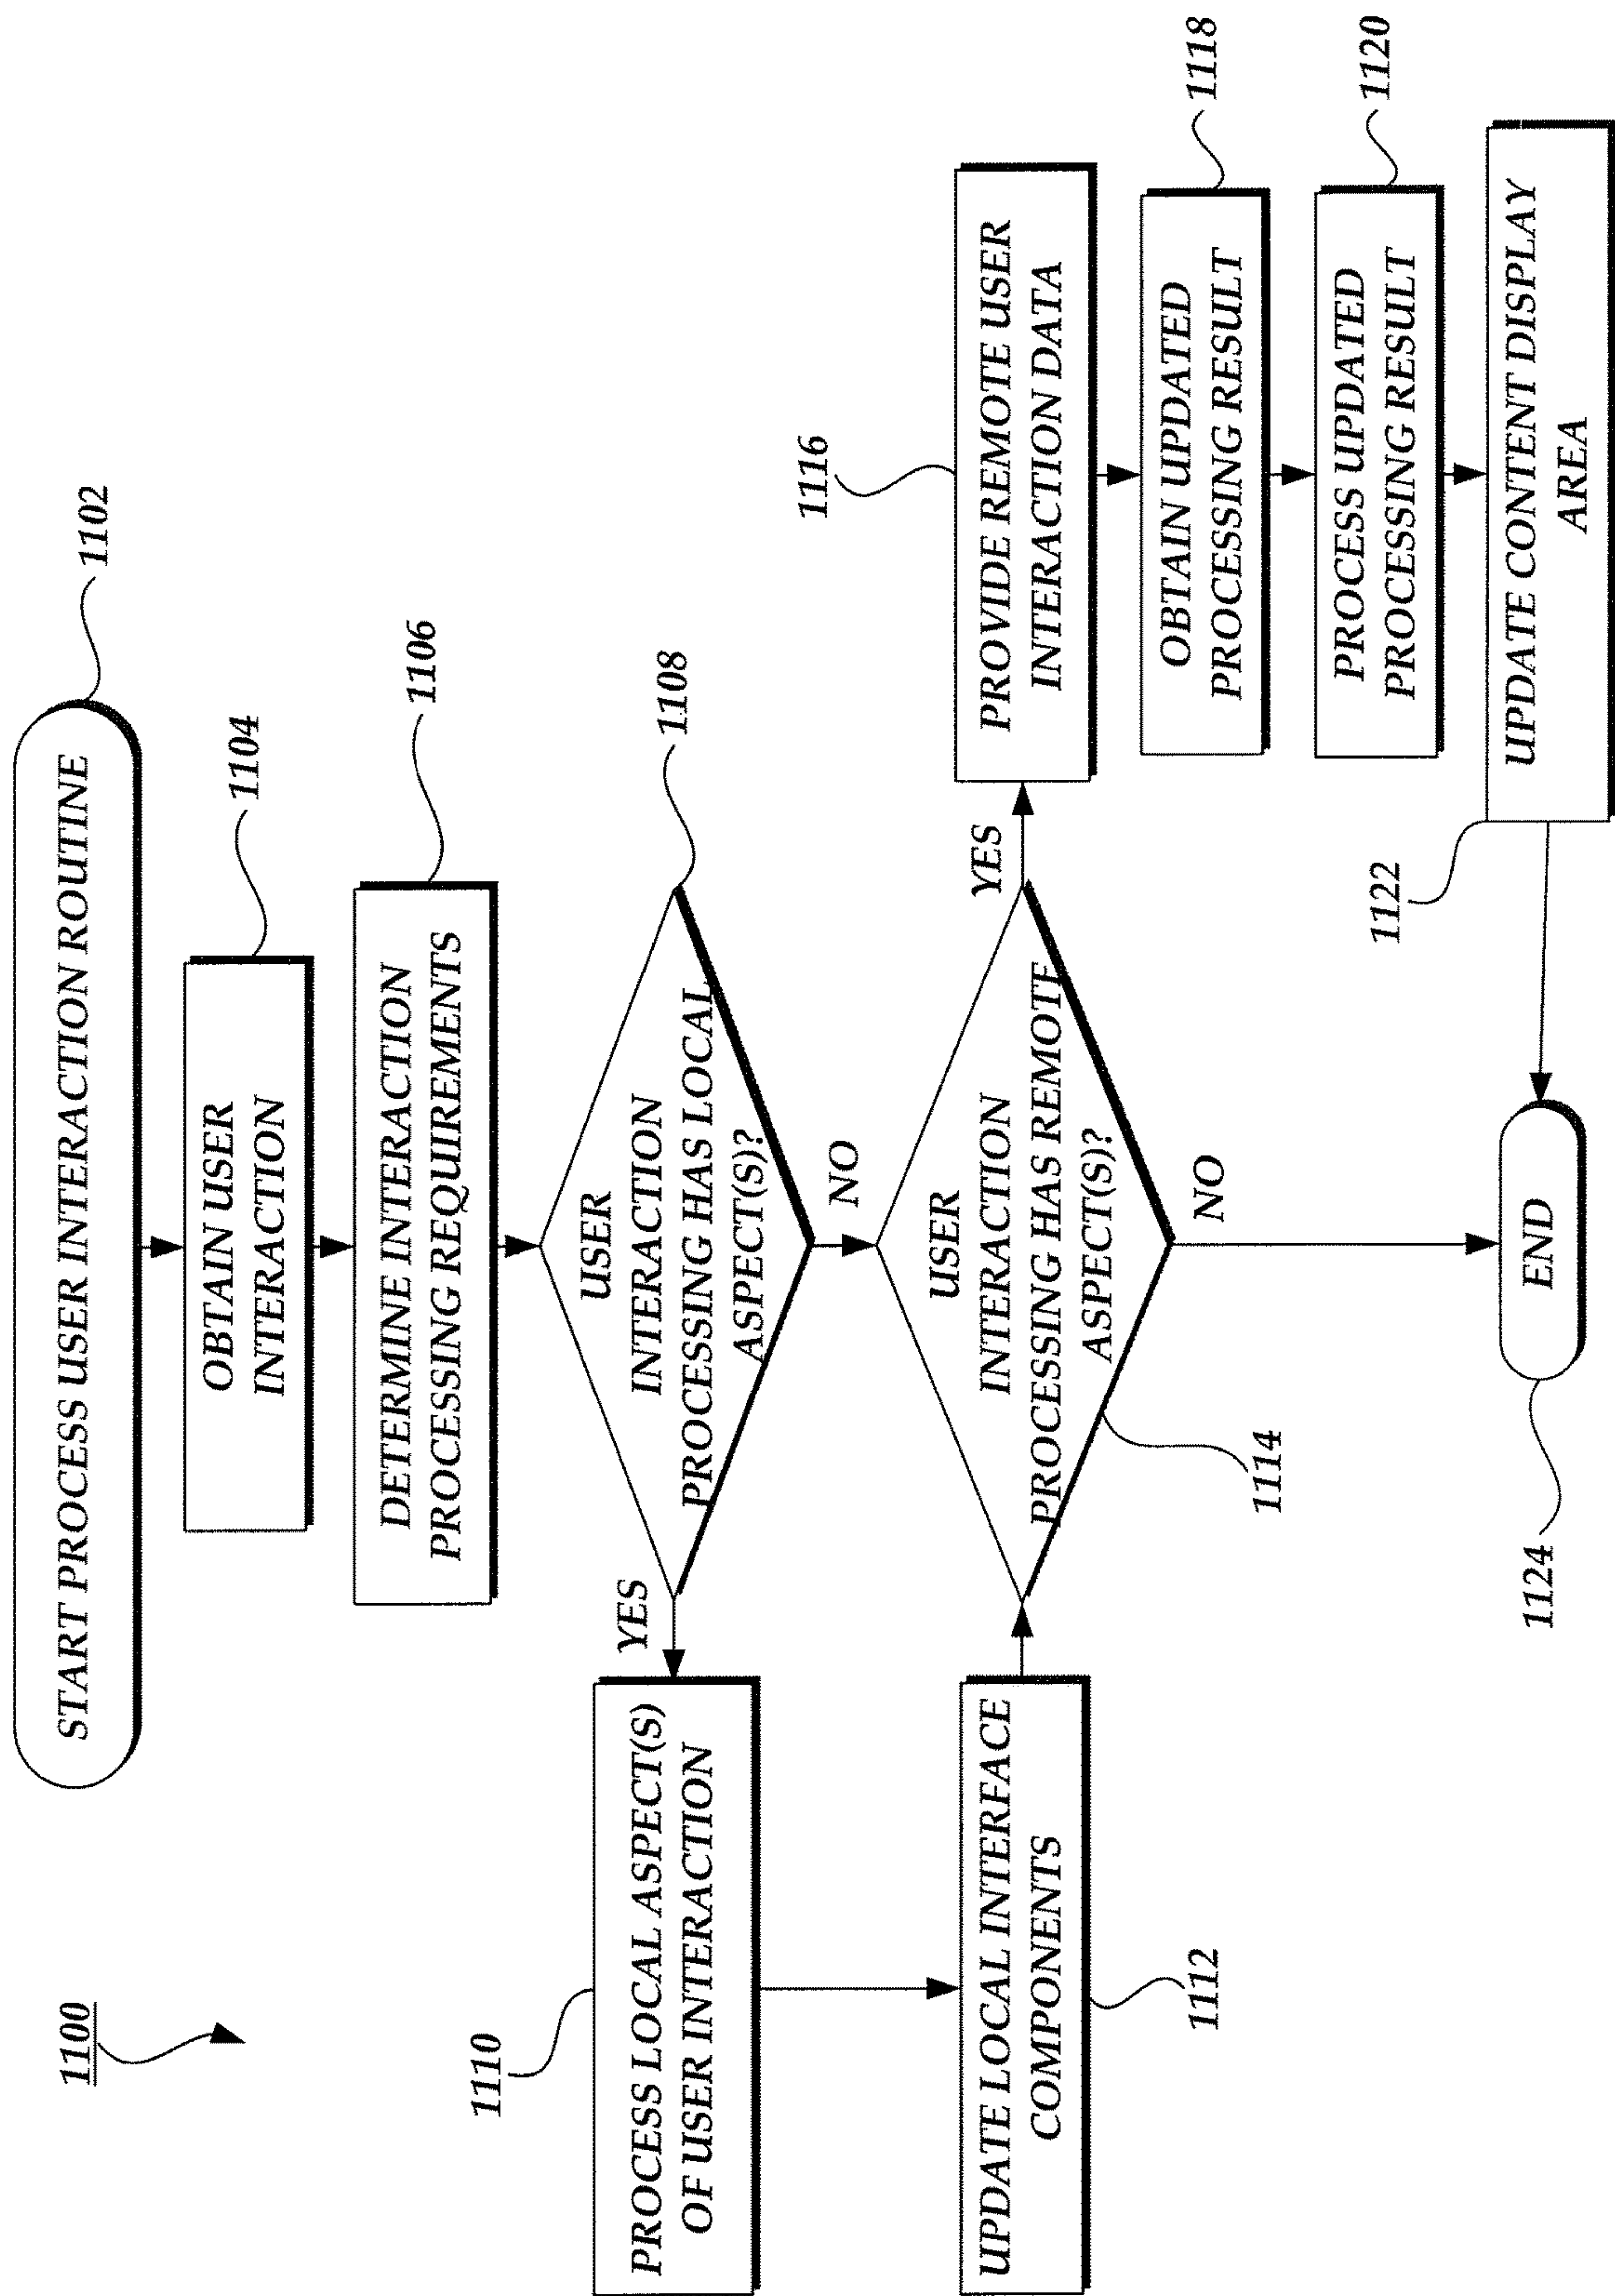 1100
START PROCESS USER INTERACTION ROUTINE
1102
OBTAIN USER
INTERACTION
1104
DETERMINE INTERACTION
PROCESSING REQUIREMENTS
1106
USER
INTERACTION
PROCESSING HAS LOCAL
ASPECT(S)?
1108
YES
NO
1110
PROCESS LOCAL ASPECT(S)
OF USER INTERACTION
UPDATE LOCAL INTERFACE
COMPONENTS
1112
USER
INTERACTION
PROCESSING HAS REMOTE
ASPECT(S)?
1114
YES
NO
1116
PROVIDE REMOTE USER
INTERACTION DATA
OBTAIN UPDATED
PROCESSING RESULT
1118
PROCESS UPDATED
PROCESSING RESULT
1120
UPDATE CONTENT DISPLAY
AREA
1122
END
1124